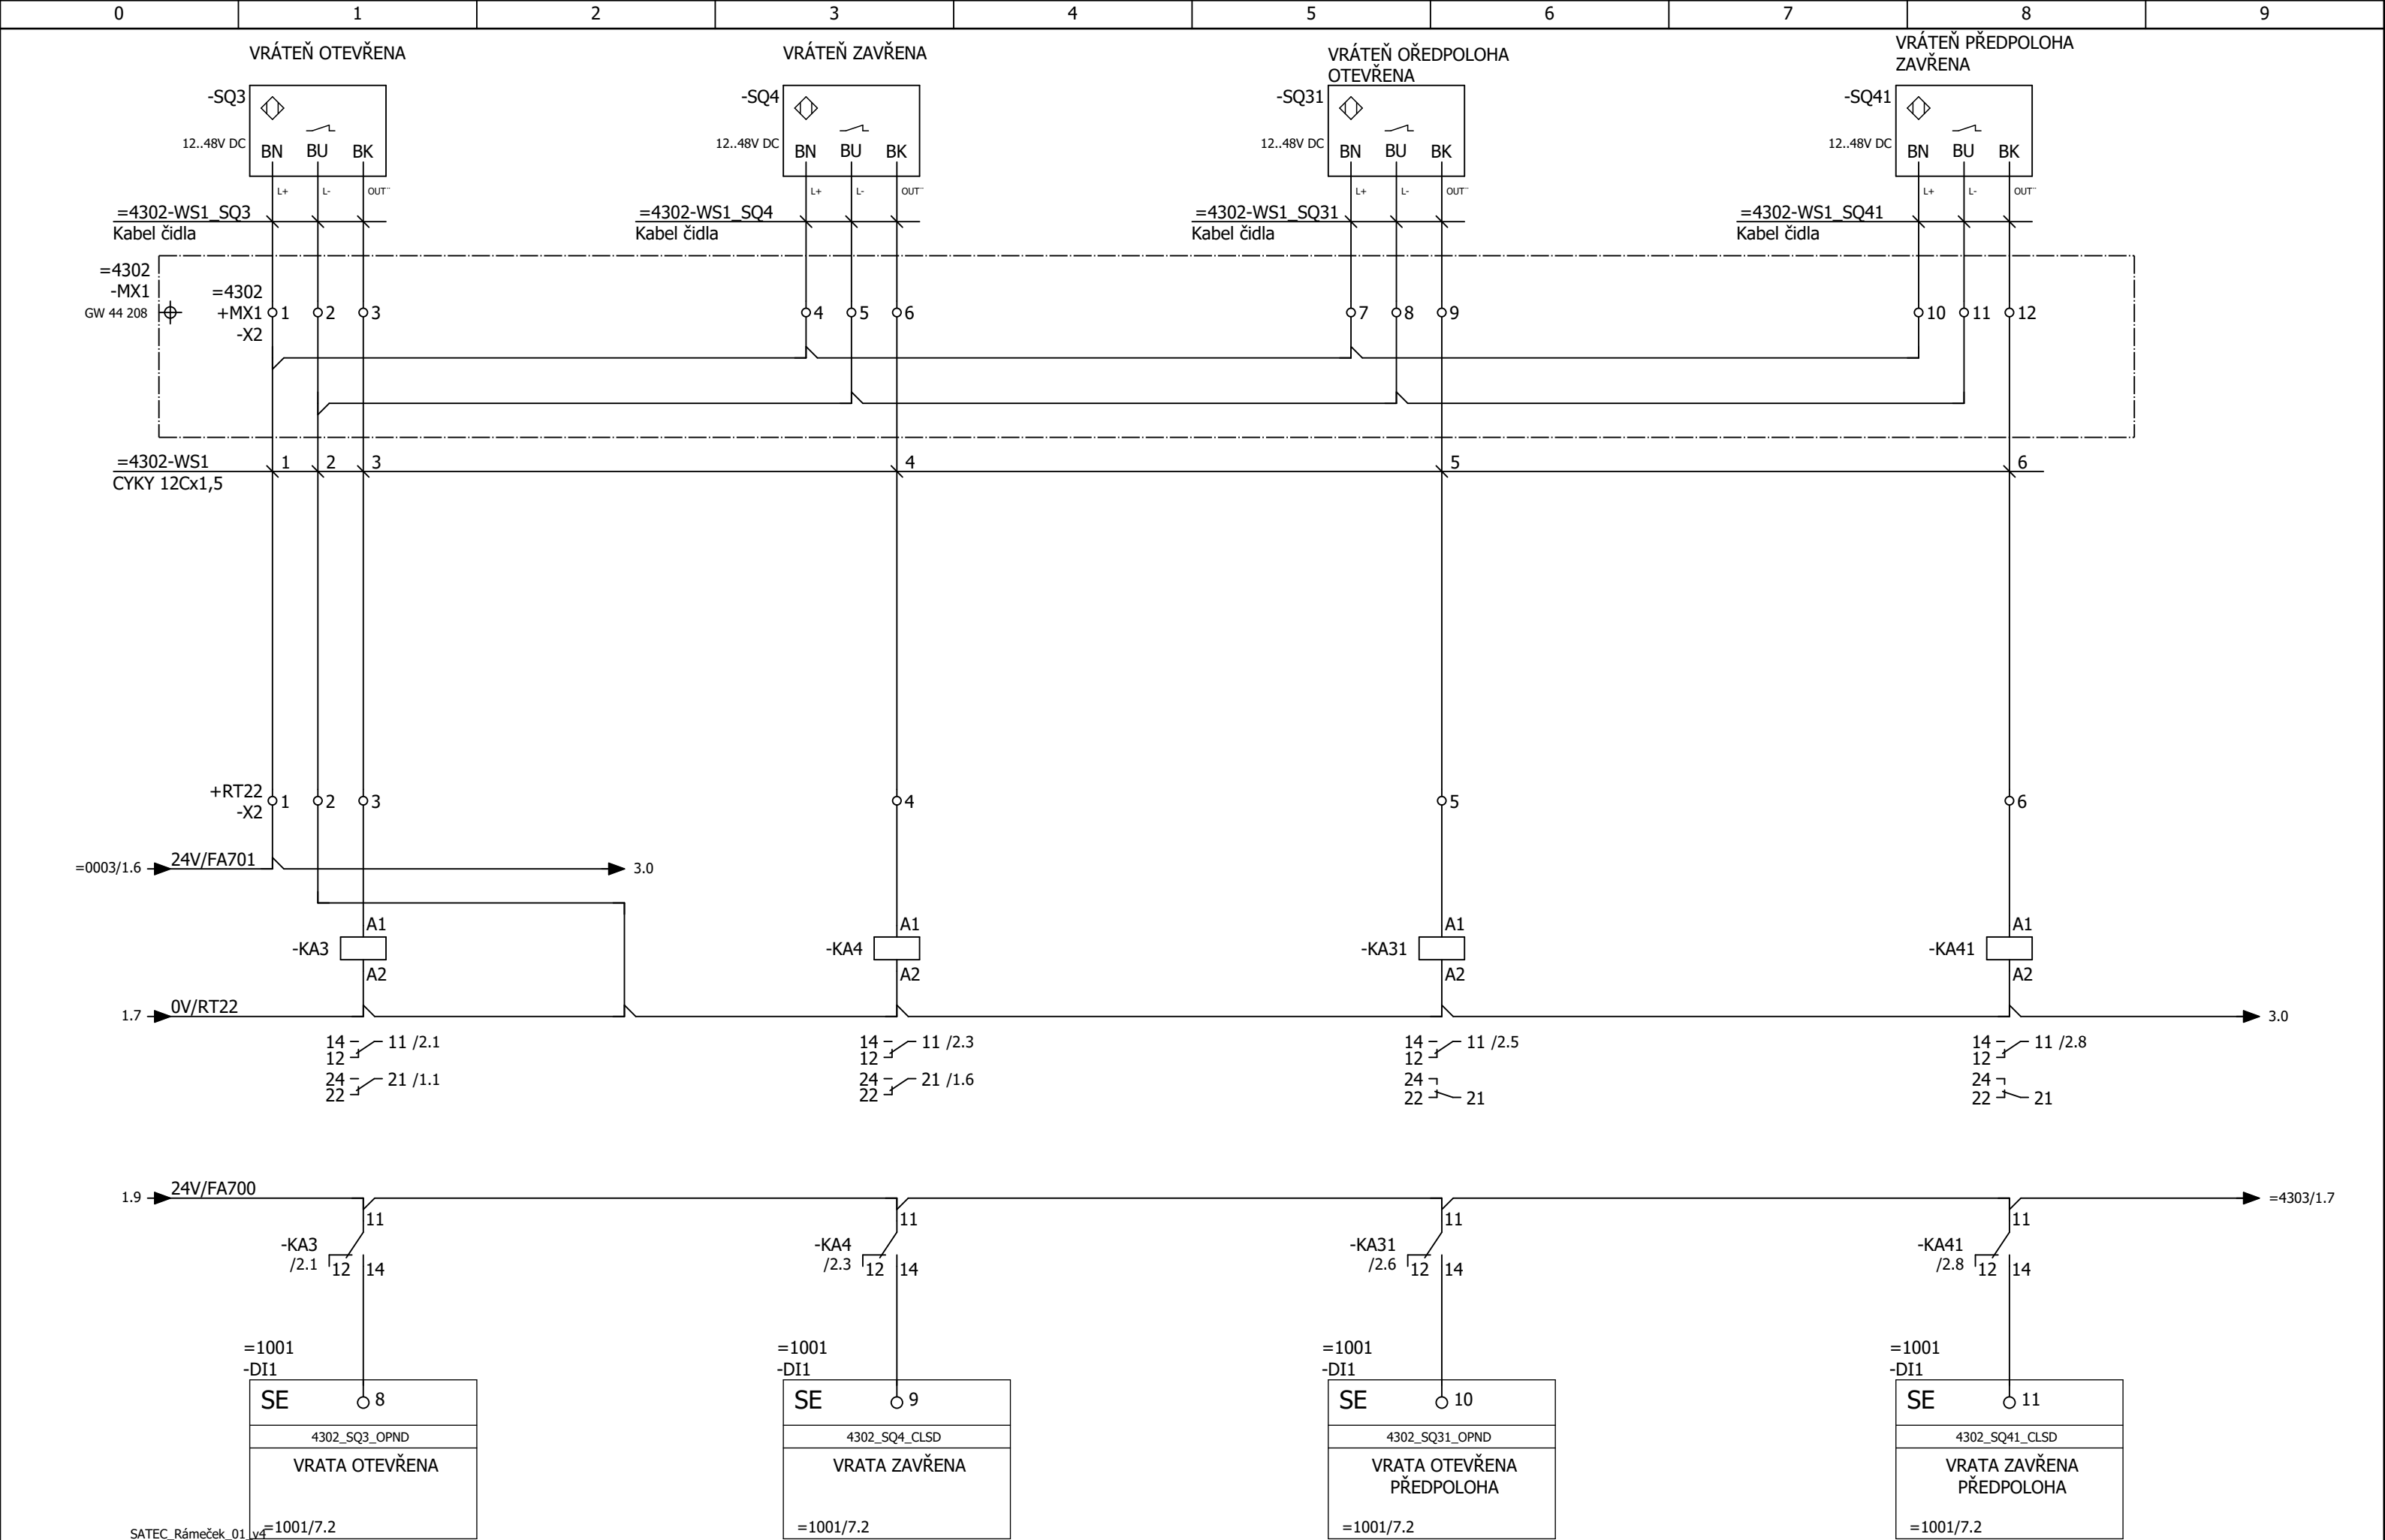 0 1 2 3 4 5 6 7 8 9
VRÁTEŇ OTEVŘENA
VRÁTEŇ ZAVŘENA
VRÁTEŇ OŘEDPOLOHA
OTEVŘENA
VRÁTEŇ PŘEDPOLOHA
ZAVŘENA
-SQ3
12..48V DC
BN BU BK
L+ L- OUT¨
-SQ4
12..48V DC
BN BU BK
L+ L- OUT¨
-SQ31
12..48V DC
BN BU BK
L+ L- OUT¨
-SQ41
12..48V DC
BN BU BK
L+ L- OUT¨
=4302-WS1_SQ3
Kabel čidla
=4302-WS1_SQ4
Kabel čidla
=4302-WS1_SQ31
Kabel čidla
=4302-WS1_SQ41
Kabel čidla
=4302
-MX1
GW 44 208
=4302
+MX1
-X2
1 2 3 4 5 6 7 8 9 10 11 12
=4302-WS1
CYKY 12Cx1,5
1 2 3 4 5 6
+RT22
-X2
1 2 3 4 5 6
=0003/1.6 24V/FA701 3.0
-KA3
A1
A2
-KA4
A1
A2
-KA31
A1
A2
-KA41
A1
A2
1.7 0V/RT22 3.0
14 11 /2.1
12
24 21 /1.1
22
14 11 /2.3
12
24 21 /1.6
22
14 11 /2.5
12
24
22 21
14 11 /2.8
12
24
22 21
1.9 24V/FA700 =4303/1.7
11
-KA3
/2.1
12 14
11
-KA4
/2.3
12 14
11
-KA31
/2.6
12 14
11
-KA41
/2.8
12 14
=1001
-DI1
SE 8
4302_SQ3_OPND
VRATA OTEVŘENA
=1001/7.2
=1001
-DI1
SE 9
4302_SQ4_CLSD
VRATA ZAVŘENA
=1001/7.2
=1001
-DI1
SE 10
4302_SQ31_OPND
VRATA OTEVŘENA
PŘEDPOLOHA
=1001/7.2
=1001
-DI1
SE 11
4302_SQ41_CLSD
VRATA ZAVŘENA
PŘEDPOLOHA
=1001/7.2
SATEC_Rámeček_01_v4